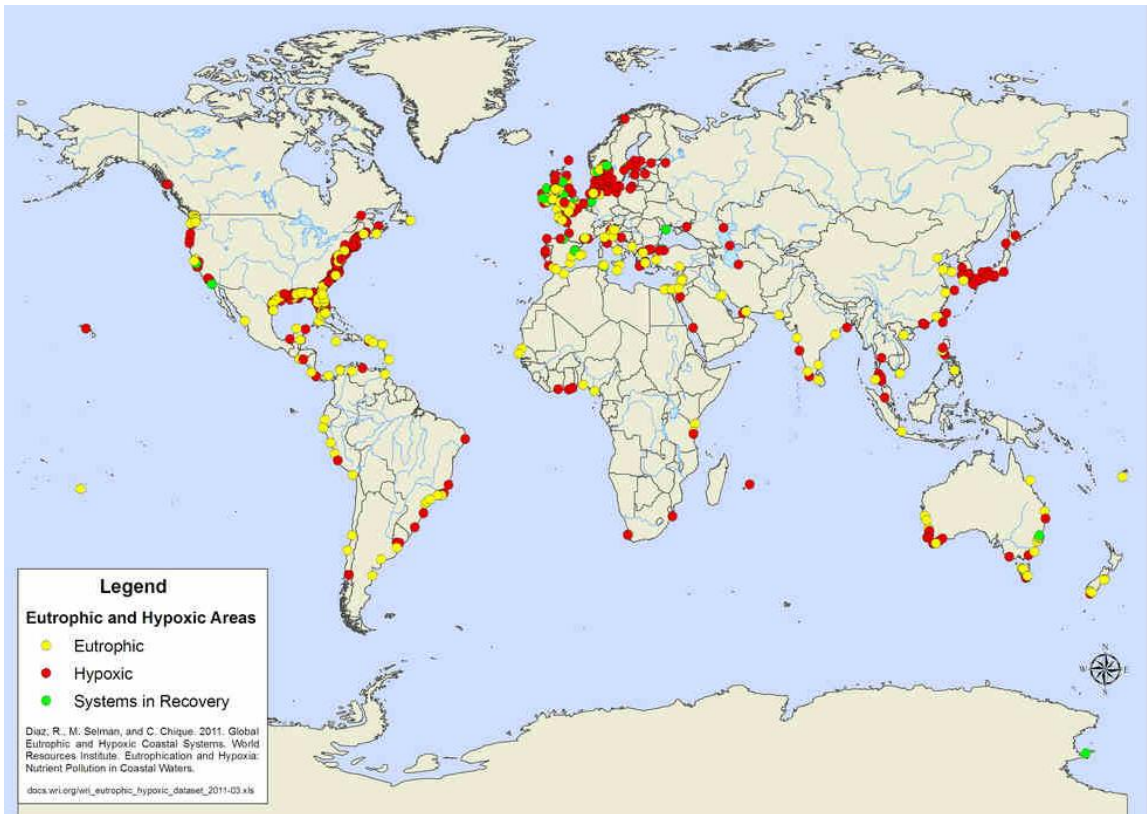 N
W E
S
Legend
Eutrophic and Hypoxic Areas
Eutrophic
Hypoxic
Systems in Recovery
Diaz, R., M. Selman, and C. Chique. 2011. Global
Eutrophic and Hypoxic Coastal Systems. World
Resources Institute. Eutrophication and Hypoxia:
Nutrient Pollution in Coastal Waters.
docs.wri.org/wri_eutrophic_hypoxic_dataset_2011-03.xls